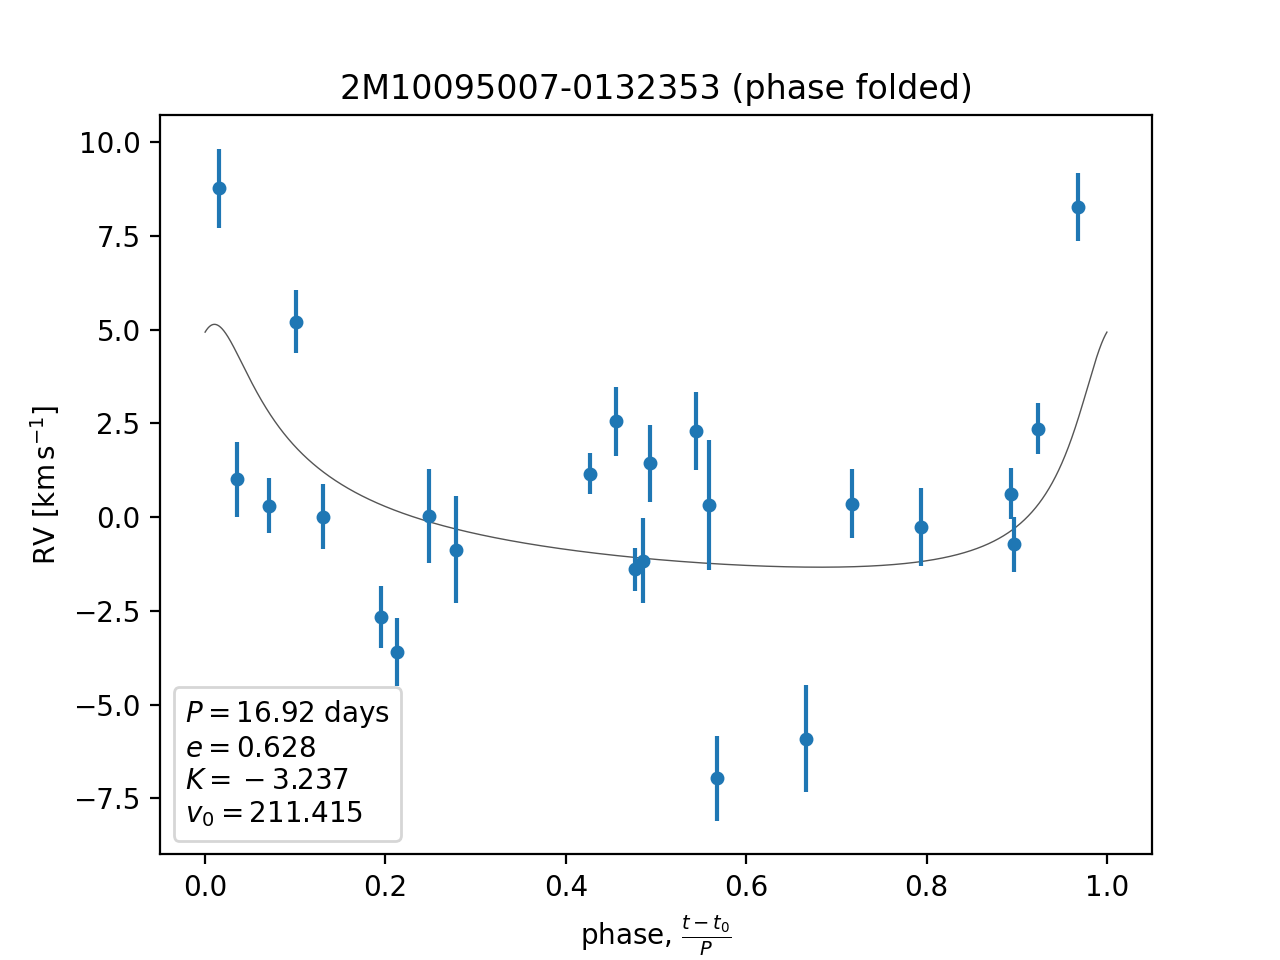 2M10095007-0132353 (phase folded)
RV [km s⁻¹]
10.0
7.5
5.0
2.5
0.0
−2.5
−5.0
−7.5
P = 16.92 days
e = 0.628
K = − 3.237
v₀ = 211.415
0.0 0.2 0.4 0.6 0.8 1.0
phase, (t − t₀)/P